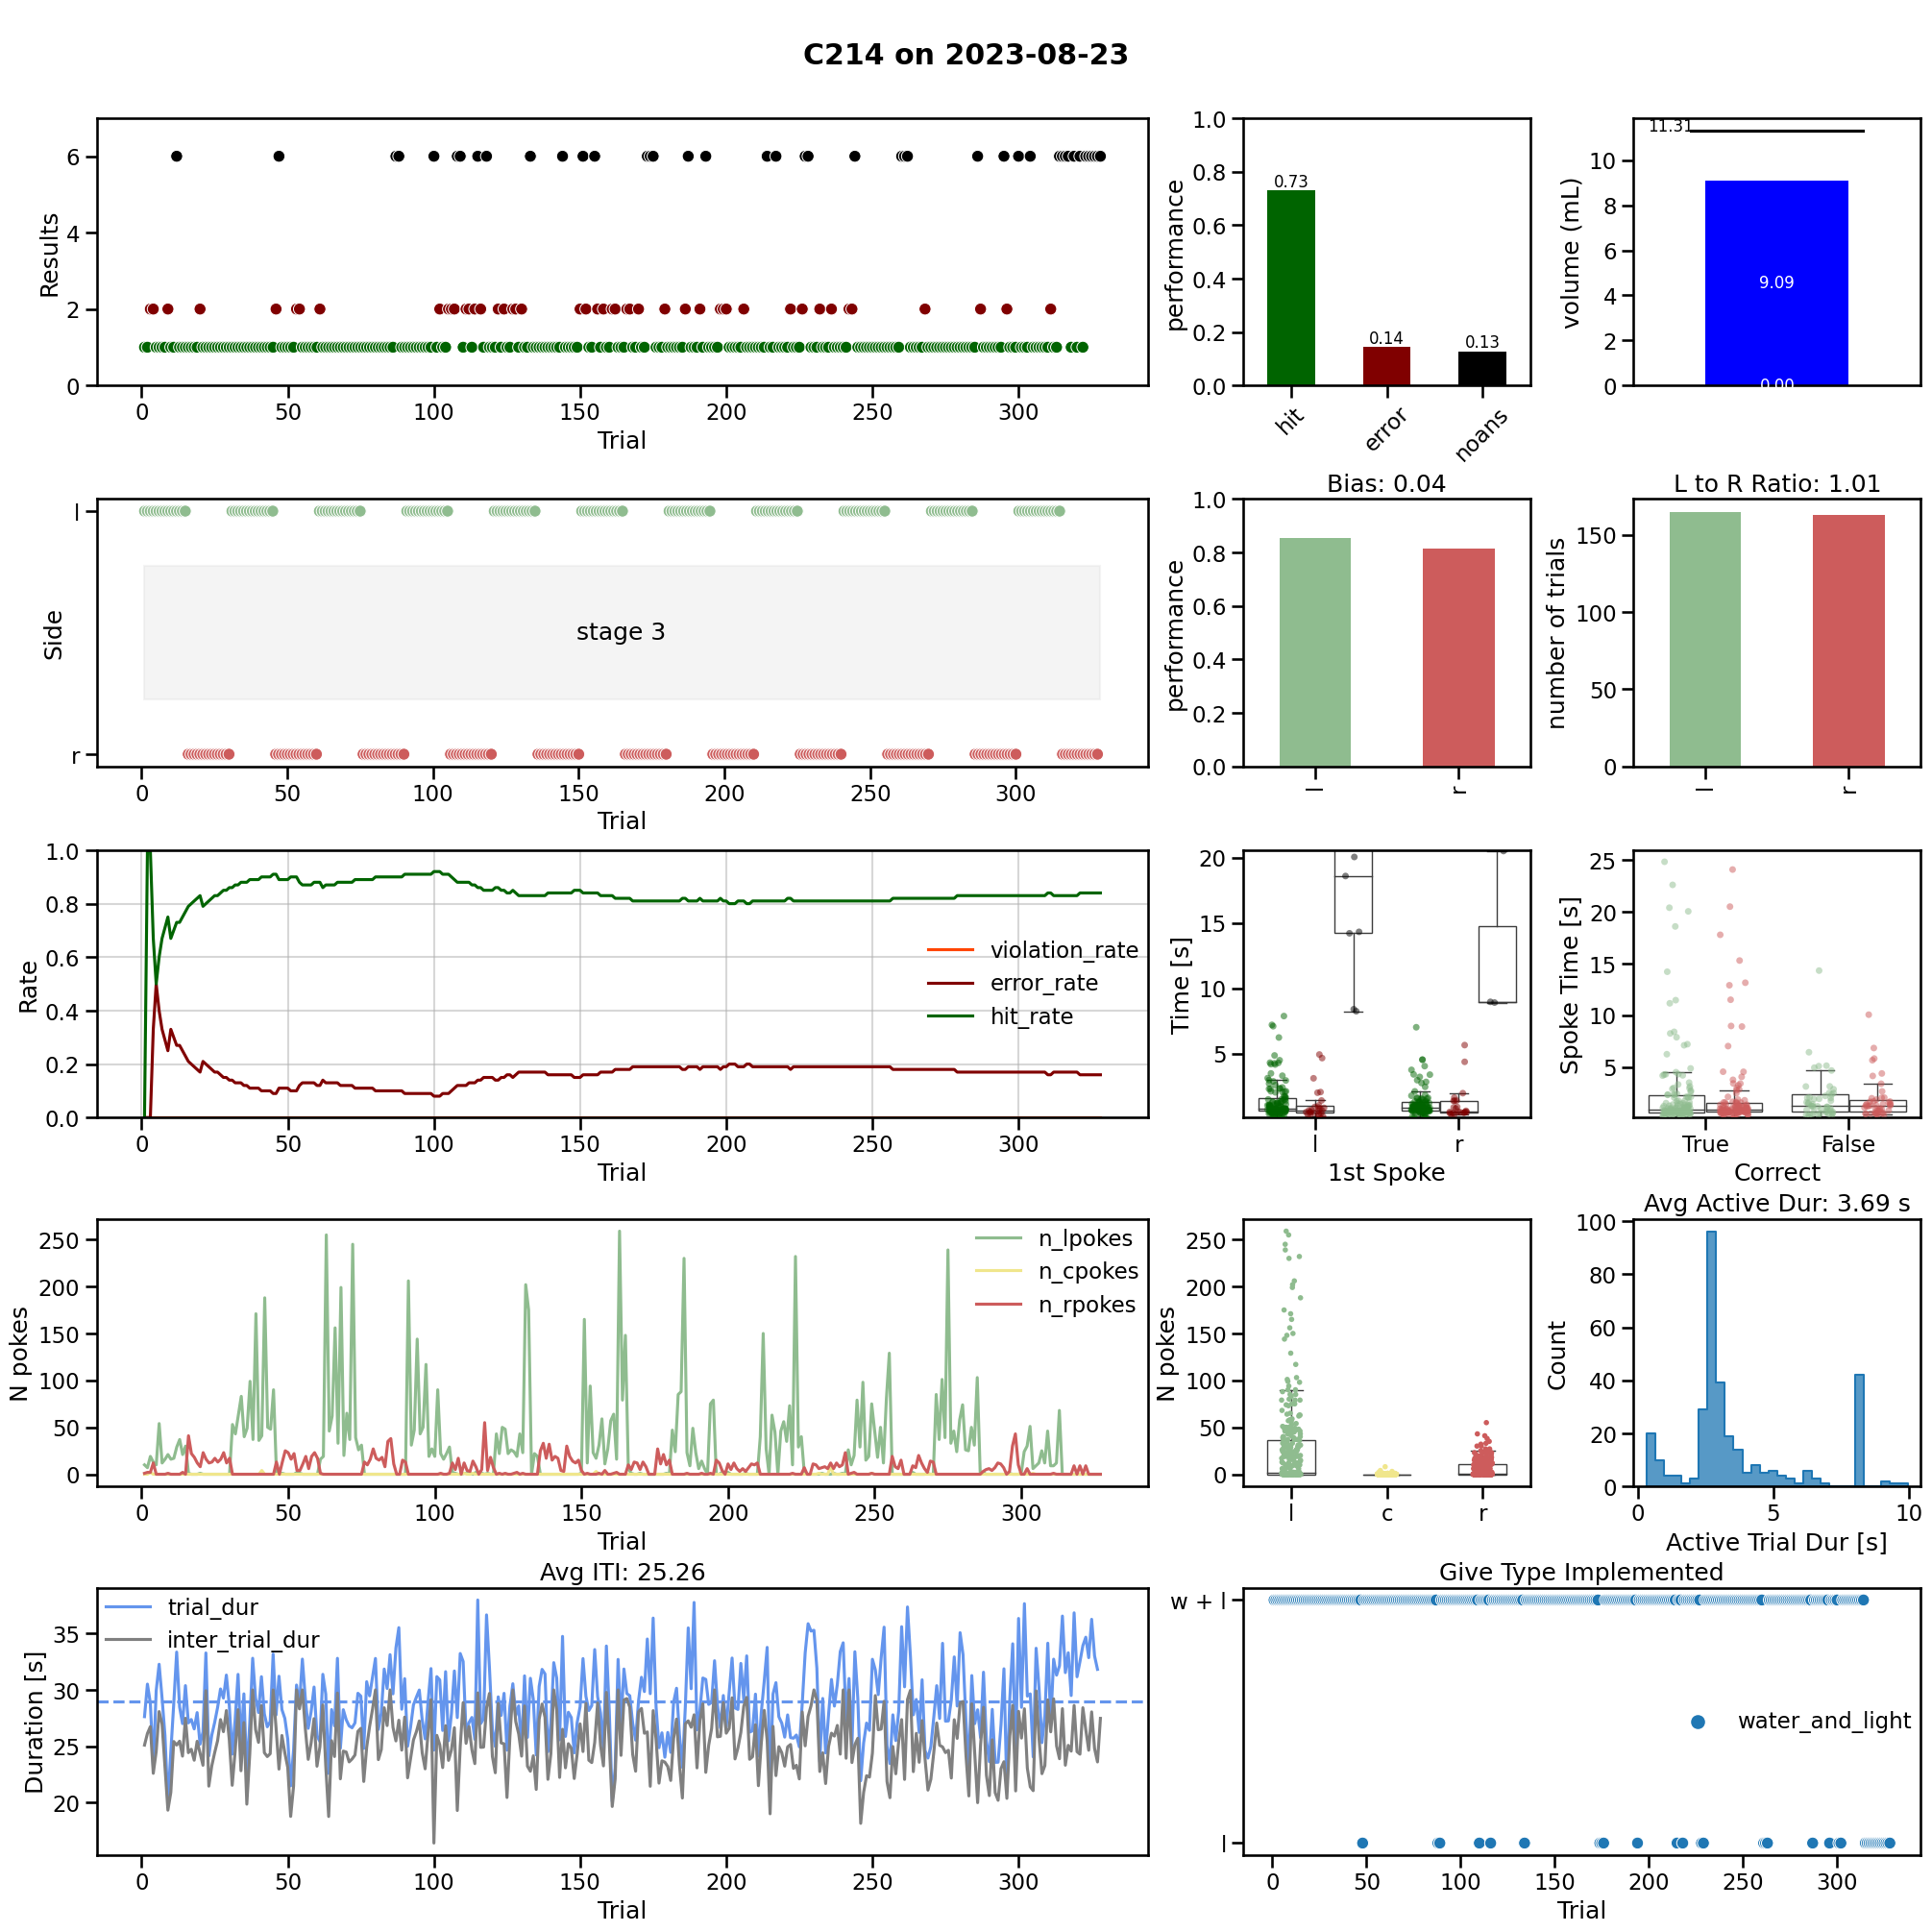 C214 on 2023-08-23
Results
6
4
2
0
0 50 100 150 200 250 300
Trial
performance
1.0
0.8
0.6
0.4
0.2
0.0
0.73
0.14
0.13
hit error noans
volume (mL)
10
8
6
4
2
0
11.31
9.09
0.00
Side
l
r
stage 3
0 50 100 150 200 250 300
Trial
Bias: 0.04
performance
1.0
0.8
0.6
0.4
0.2
0.0
l r
L to R Ratio: 1.01
number of trials
150
100
50
0
l r
Rate
1.0
0.8
0.6
0.4
0.2
0.0
violation_rate
error_rate
hit_rate
0 50 100 150 200 250 300
Trial
Time [s]
20
15
10
5
l r
1st Spoke
Spoke Time [s]
25
20
15
10
5
True False
Correct
N pokes
250
200
150
100
50
0
n_lpokes
n_cpokes
n_rpokes
0 50 100 150 200 250 300
Trial
N pokes
250
200
150
100
50
0
l c r
Avg Active Dur: 3.69 s
Count
100
80
60
40
20
0
0 5 10
Active Trial Dur [s]
Avg ITI: 25.26
Duration [s]
35
30
25
20
trial_dur
inter_trial_dur
0 50 100 150 200 250 300
Trial
Give Type Implemented
w + l
l
water_and_light
0 50 100 150 200 250 300
Trial